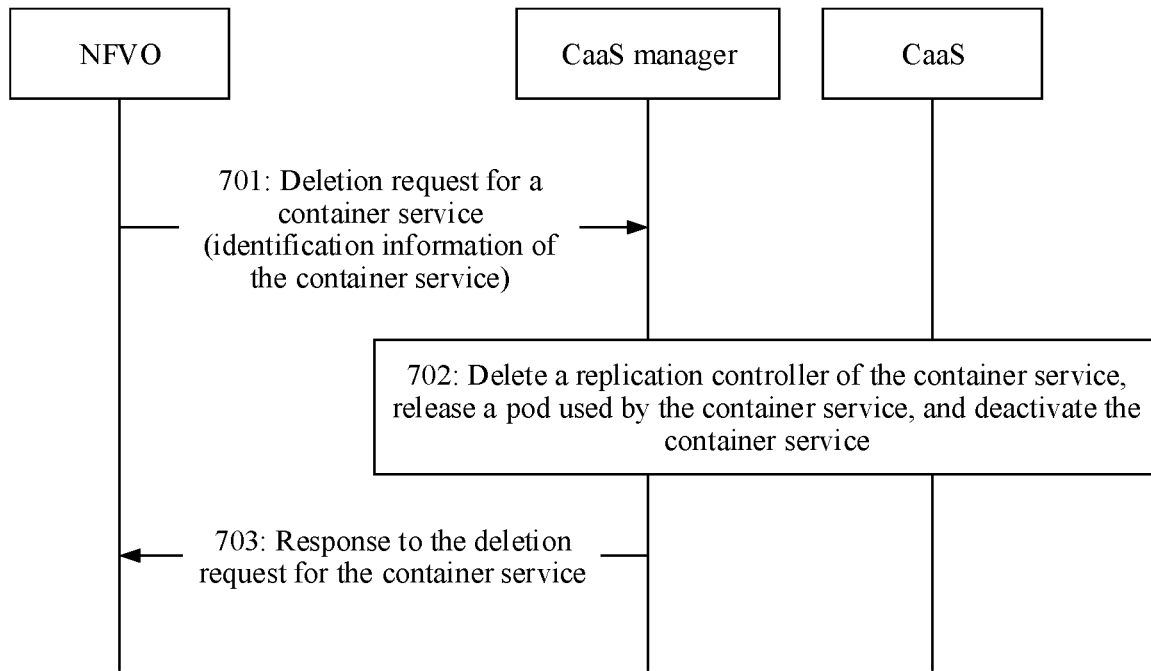 NFVO
CaaS manager
CaaS
701: Deletion request for a
container service
(identification information of
the container service)
702: Delete a replication controller of the container service,
release a pod used by the container service, and deactivate the
container service
703: Response to the deletion
request for the container service